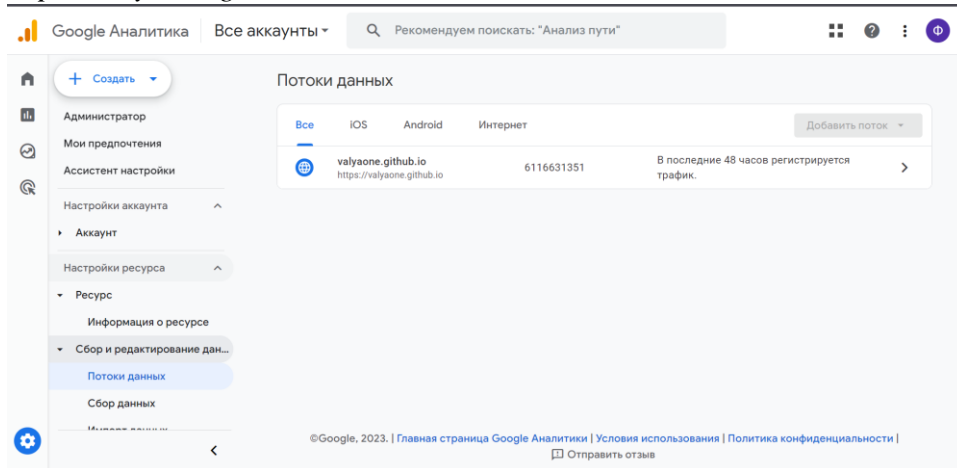 Google Аналитика
Все аккаунты
Рекомендуем поискать: "Анализ пути"
Ф
Создать
Администратор
Мои предпочтения
Ассистент настройки
Настройки аккаунта
Аккаунт
Настройки ресурса
Ресурс
Информация о ресурсе
Сбор и редактирование дан...
Потоки данных
Сбор данных
Потоки данных
Все
iOS
Android
Интернет
Добавить поток
valyaone.github.io
https://valyaone.github.io
6116631351
В последние 48 часов регистрируется
трафик.
©Google, 2023. | Главная страница Google Аналитики | Условия использования | Политика конфиденциальности |
Отправить отзыв